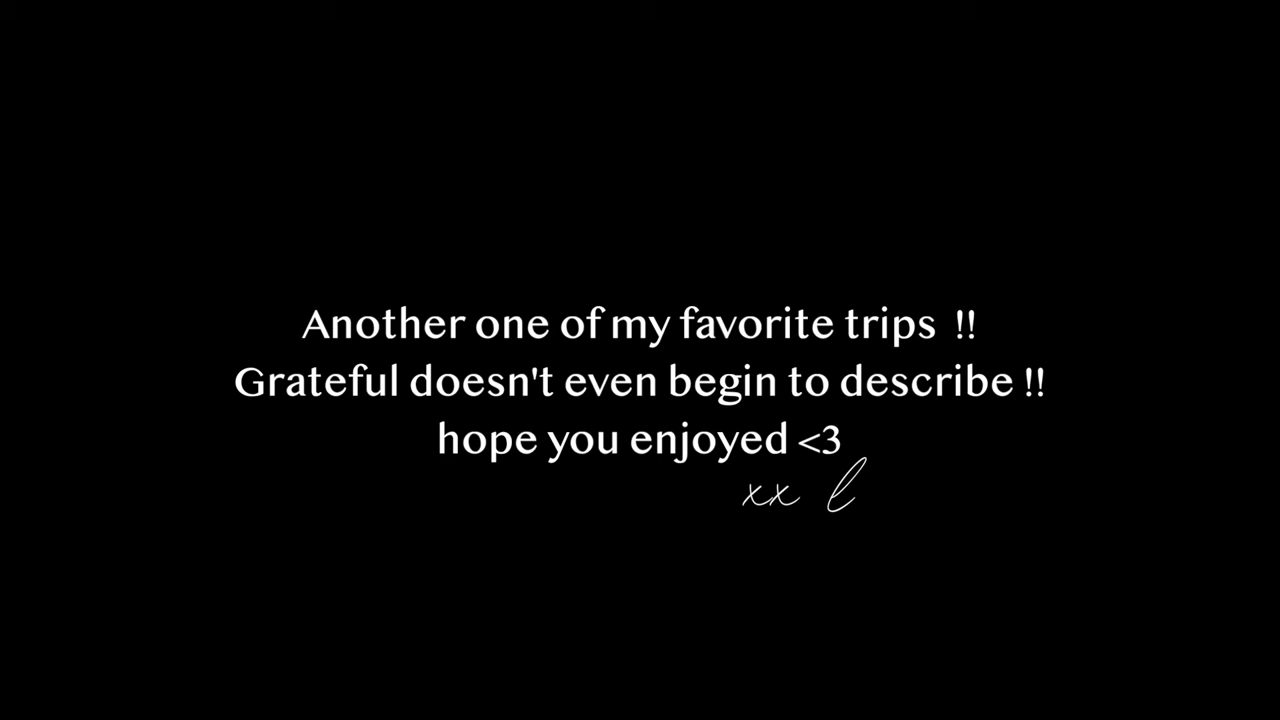 Another one of my favorite trips !!
Grateful doesn't even begin to describe !!
hope you enjoyed <3
xx l